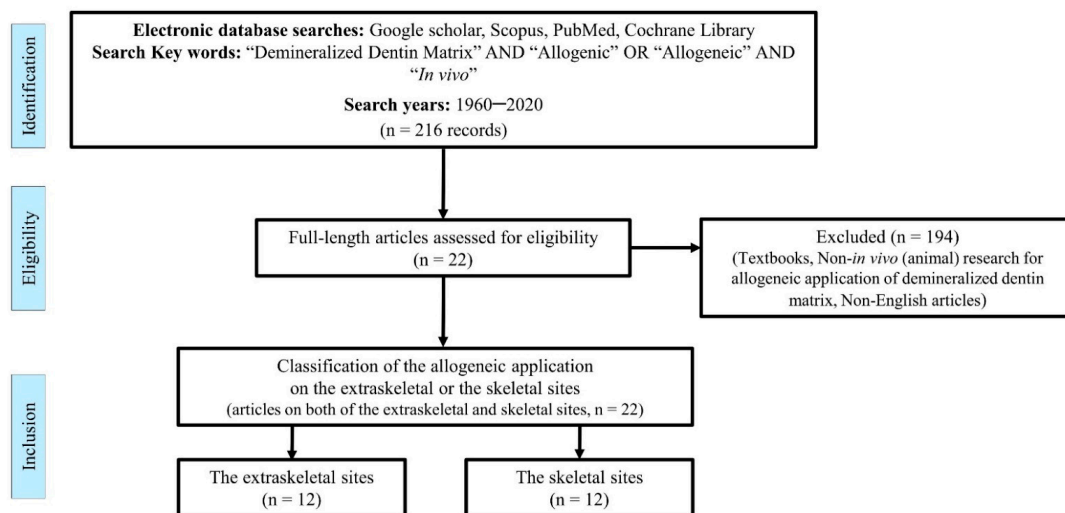 Identification
Electronic database searches: Google scholar, Scopus, PubMed, Cochrane Library
Search Key words: “Demineralized Dentin Matrix” AND “Allogenic” OR “Allogeneic” AND
“In vivo”
Search years: 1960─2020
(n = 216 records)
Eligibility
Full-length articles assessed for eligibility
(n = 22)
Excluded (n = 194)
(Textbooks, Non-in vivo (animal) research for
allogeneic application of demineralized dentin
matrix, Non-English articles)
Inclusion
Classification of the allogeneic application
on the extraskeletal or the skeletal sites
(articles on both of the extraskeletal and skeletal sites, n = 22)
The extraskeletal sites
(n = 12)
The skeletal sites
(n = 12)